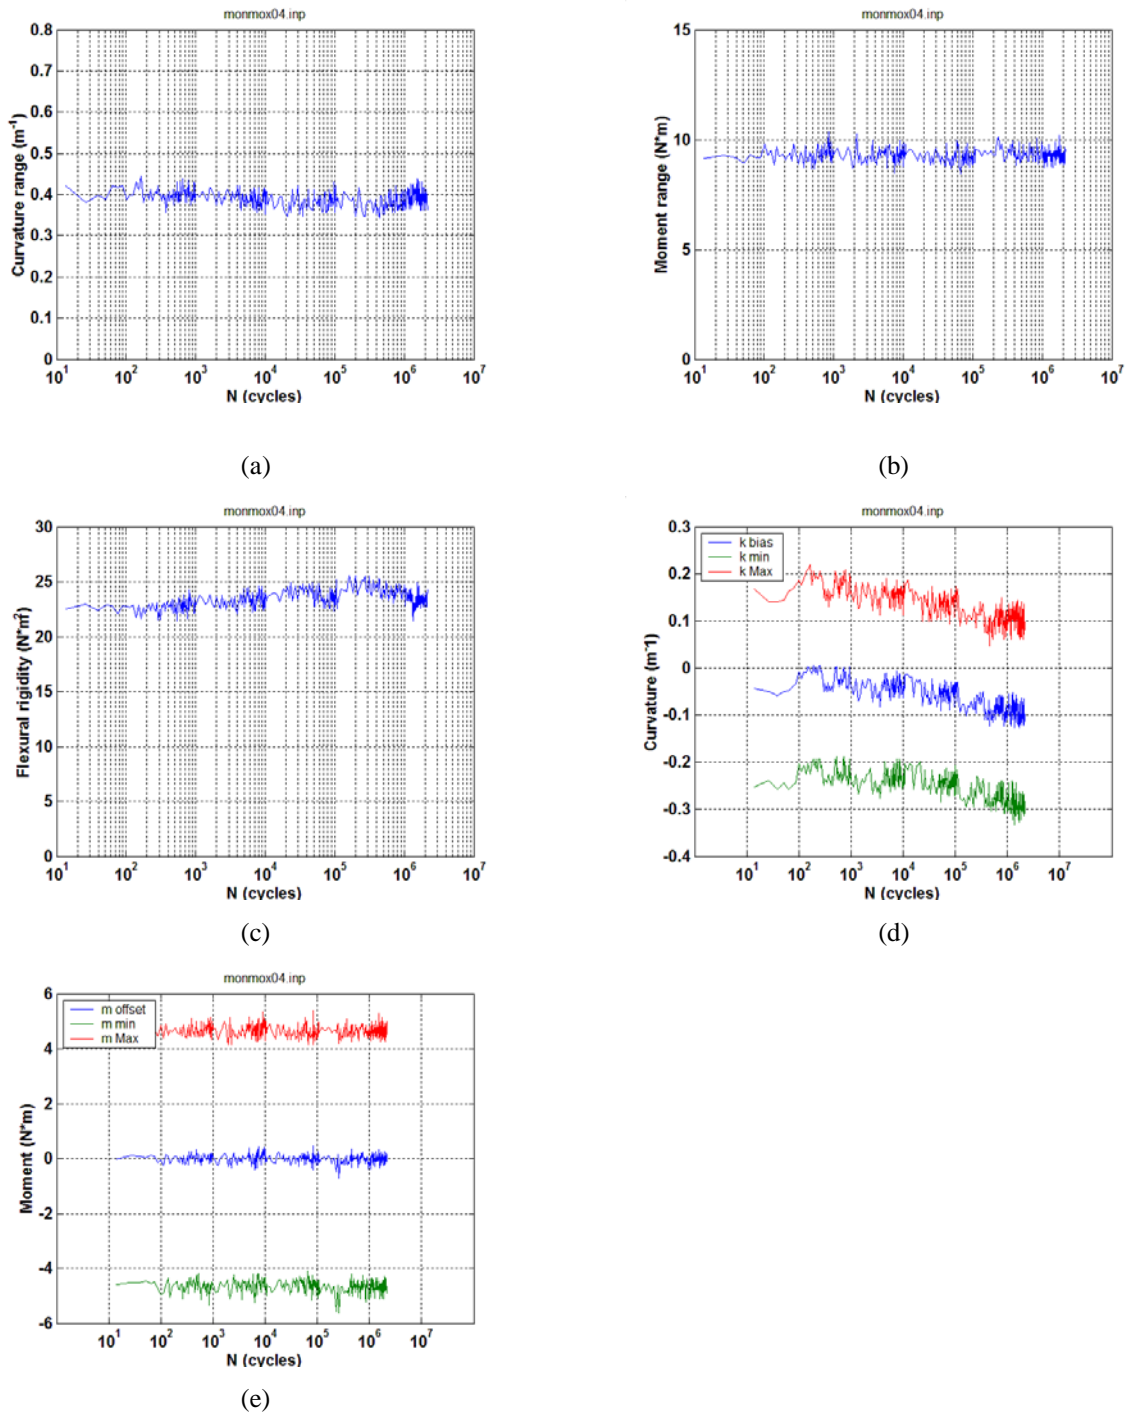 monmox04.inp
0.8
0.7
0.6
0.5
0.4
0.3
0.2
0.1
0
Curvature range (m⁻¹)
10¹ 10² 10³ 10⁴ 10⁵ 10⁶ 10⁷
N (cycles)
(a)
monmox04.inp
15
10
5
0
Moment range (N*m)
10¹ 10² 10³ 10⁴ 10⁵ 10⁶ 10⁷
N (cycles)
(b)
monmox04.inp
30
25
20
15
10
5
0
Flexural rigidity (N*m²)
10¹ 10² 10³ 10⁴ 10⁵ 10⁶ 10⁷
N (cycles)
(c)
monmox04.inp
k bias
k min
k Max
0.3
0.2
0.1
0
-0.1
-0.2
-0.3
-0.4
Curvature (m⁻1)
10¹ 10² 10³ 10⁴ 10⁵ 10⁶ 10⁷
N (cycles)
(d)
monmox04.inp
m offset
m min
m Max
6
4
2
0
-2
-4
-6
Moment (N*m)
10¹ 10² 10³ 10⁴ 10⁵ 10⁶ 10⁷
N (cycles)
(e)